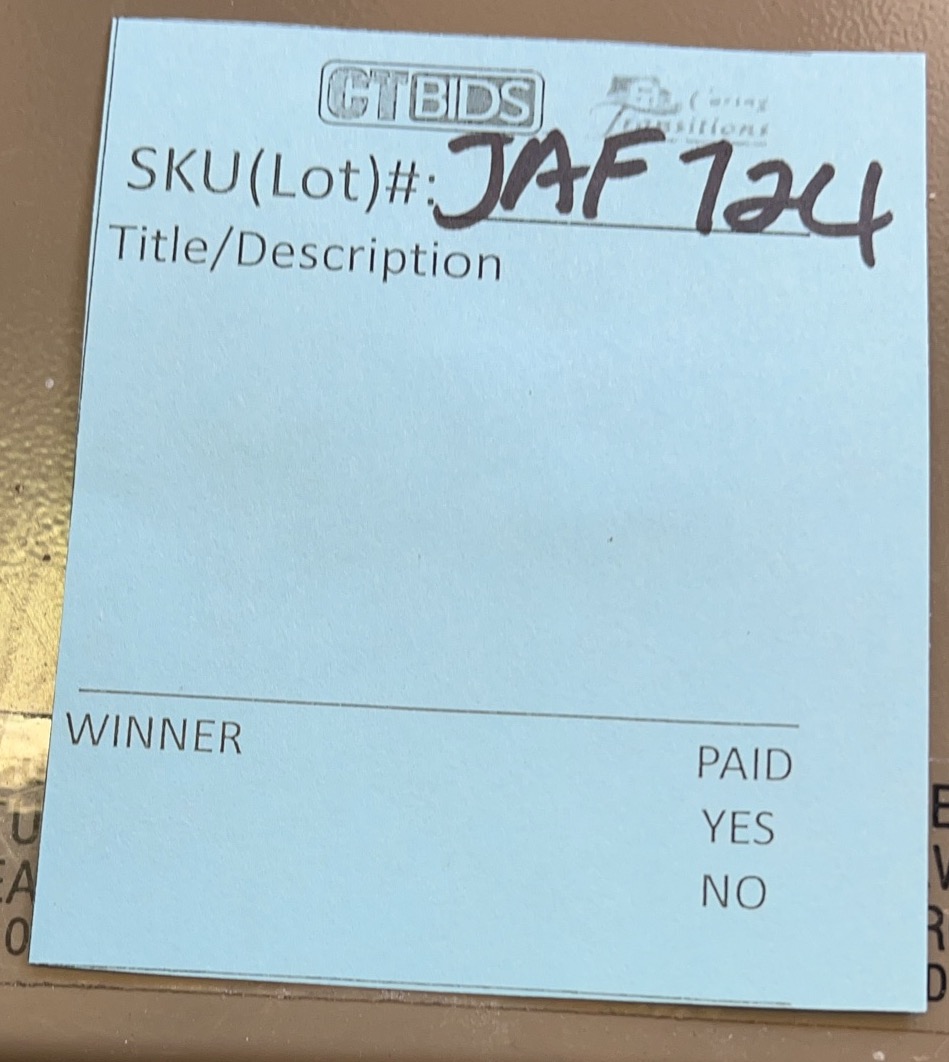 CTBIDS Caring
Transitions
SKU(Lot)#: JAF 124
Title/Description
WINNER
PAID
YES
NO